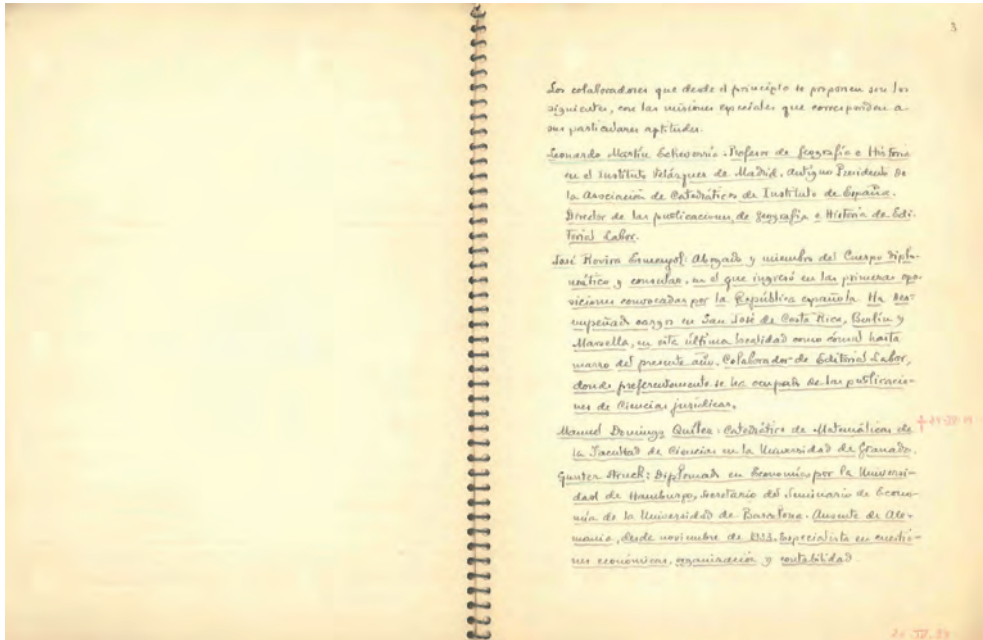 3
Los colaboradores que desde el principio se proponen son los
siguientes, con las misiones especiales que corresponden a
sus particulares aptitudes.
Leonardo Martín Echeverría. Profesor de Geografía e Historia
en el Instituto Velázquez de Madrid. Antiguo Presidente de
la Asociación de Catedráticos de Instituto de España.
Director de las publicaciones de geografía e Historia de Edi-
torial Labor.
José Rovira Ermengol: Abogado y miembro del Cuerpo diplo-
mático y consular, en el que ingresó en las primeras opo-
siciones convocadas por la República española. Ha des-
empeñado cargos en San José de Costa Rica, Berlín y
Marsella, en esta última localidad como cónsul hasta
marzo del presente año. Colaborador de Editorial Labor,
donde preferentemente se ha ocupado de las publicacio-
nes de Ciencias jurídicas.
Manuel Domingo Quílez: Catedrático de Matemáticas de
la Facultad de Ciencias en la Universidad de Granada.
Gunter Struck: Diplomado en Economía por la Universi-
dad de Hamburgo, Secretario del Seminario de Econo-
mía de la Universidad de Barcelona. Ausente de Ale-
mania, desde noviembre de 1933. Especialista en cuestio-
nes económicas, organización y contabilidad